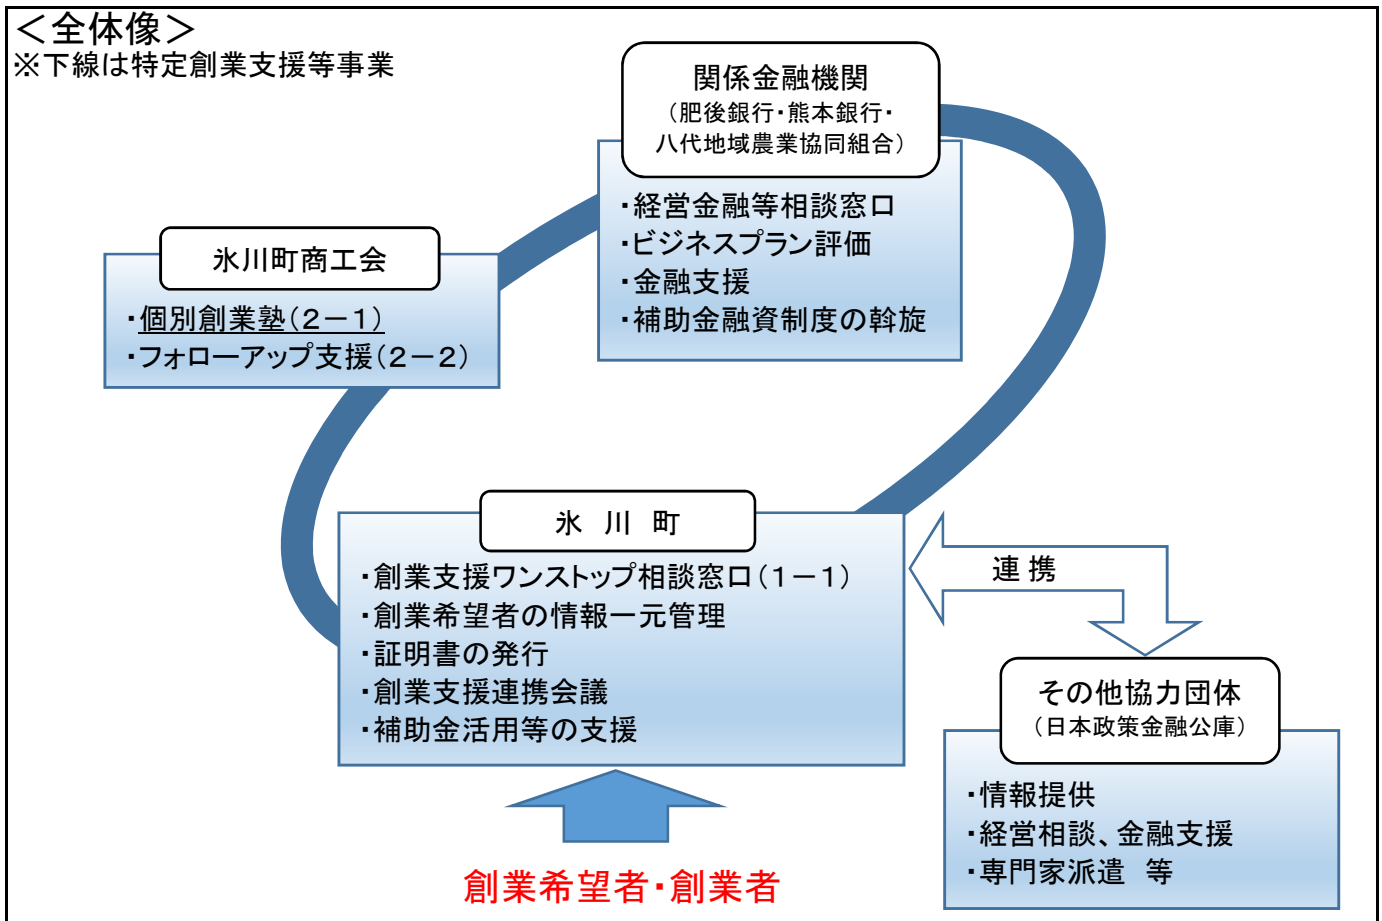 ＜全体像＞
※下線は特定創業支援等事業
関係金融機関
（肥後銀行・熊本銀行・
八代地域農業協同組合）
・経営金融等相談窓口
・ビジネスプラン評価
・金融支援
・補助金融資制度の斡旋
氷川町商工会
・個別創業塾（２－１）
・フォローアップ支援（２－２）
氷　川　町
・創業支援ワンストップ相談窓口（１－１）
・創業希望者の情報一元管理
・証明書の発行
・創業支援連携会議
・補助金活用等の支援
連 携
その他協力団体
（日本政策金融公庫）
・情報提供
・経営相談、金融支援
・専門家派遣　等
創業希望者・創業者